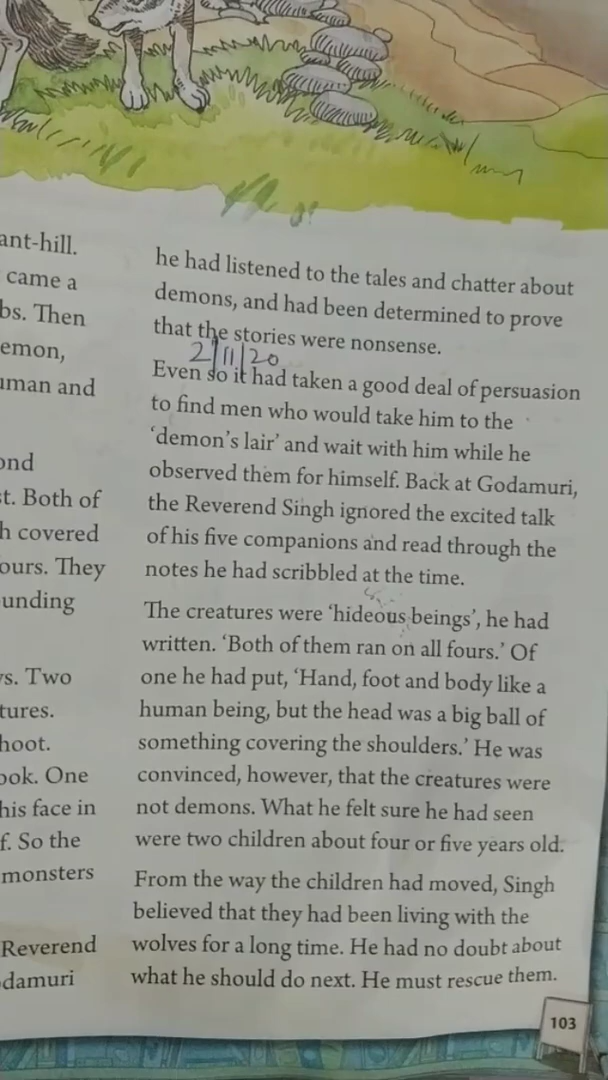 ant-hill.
came a
bs. Then
emon,
uman and
ond
st. Both of
h covered
ours. They
unding
s. Two
tures.
hoot.
ook. One
his face in
f. So the
monsters
Reverend
damuri
he had listened to the tales and chatter about
demons, and had been determined to prove
that the stories were nonsense.
2/11/20
Even so it had taken a good deal of persuasion
to find men who would take him to the
‘demon’s lair’ and wait with him while he
observed them for himself. Back at Godamuri,
the Reverend Singh ignored the excited talk
of his five companions and read through the
notes he had scribbled at the time.
The creatures were ‘hideous beings’, he had
written. ‘Both of them ran on all fours.’ Of
one he had put, ‘Hand, foot and body like a
human being, but the head was a big ball of
something covering the shoulders.’ He was
convinced, however, that the creatures were
not demons. What he felt sure he had seen
were two children about four or five years old.
From the way the children had moved, Singh
believed that they had been living with the
wolves for a long time. He had no doubt about
what he should do next. He must rescue them.
103